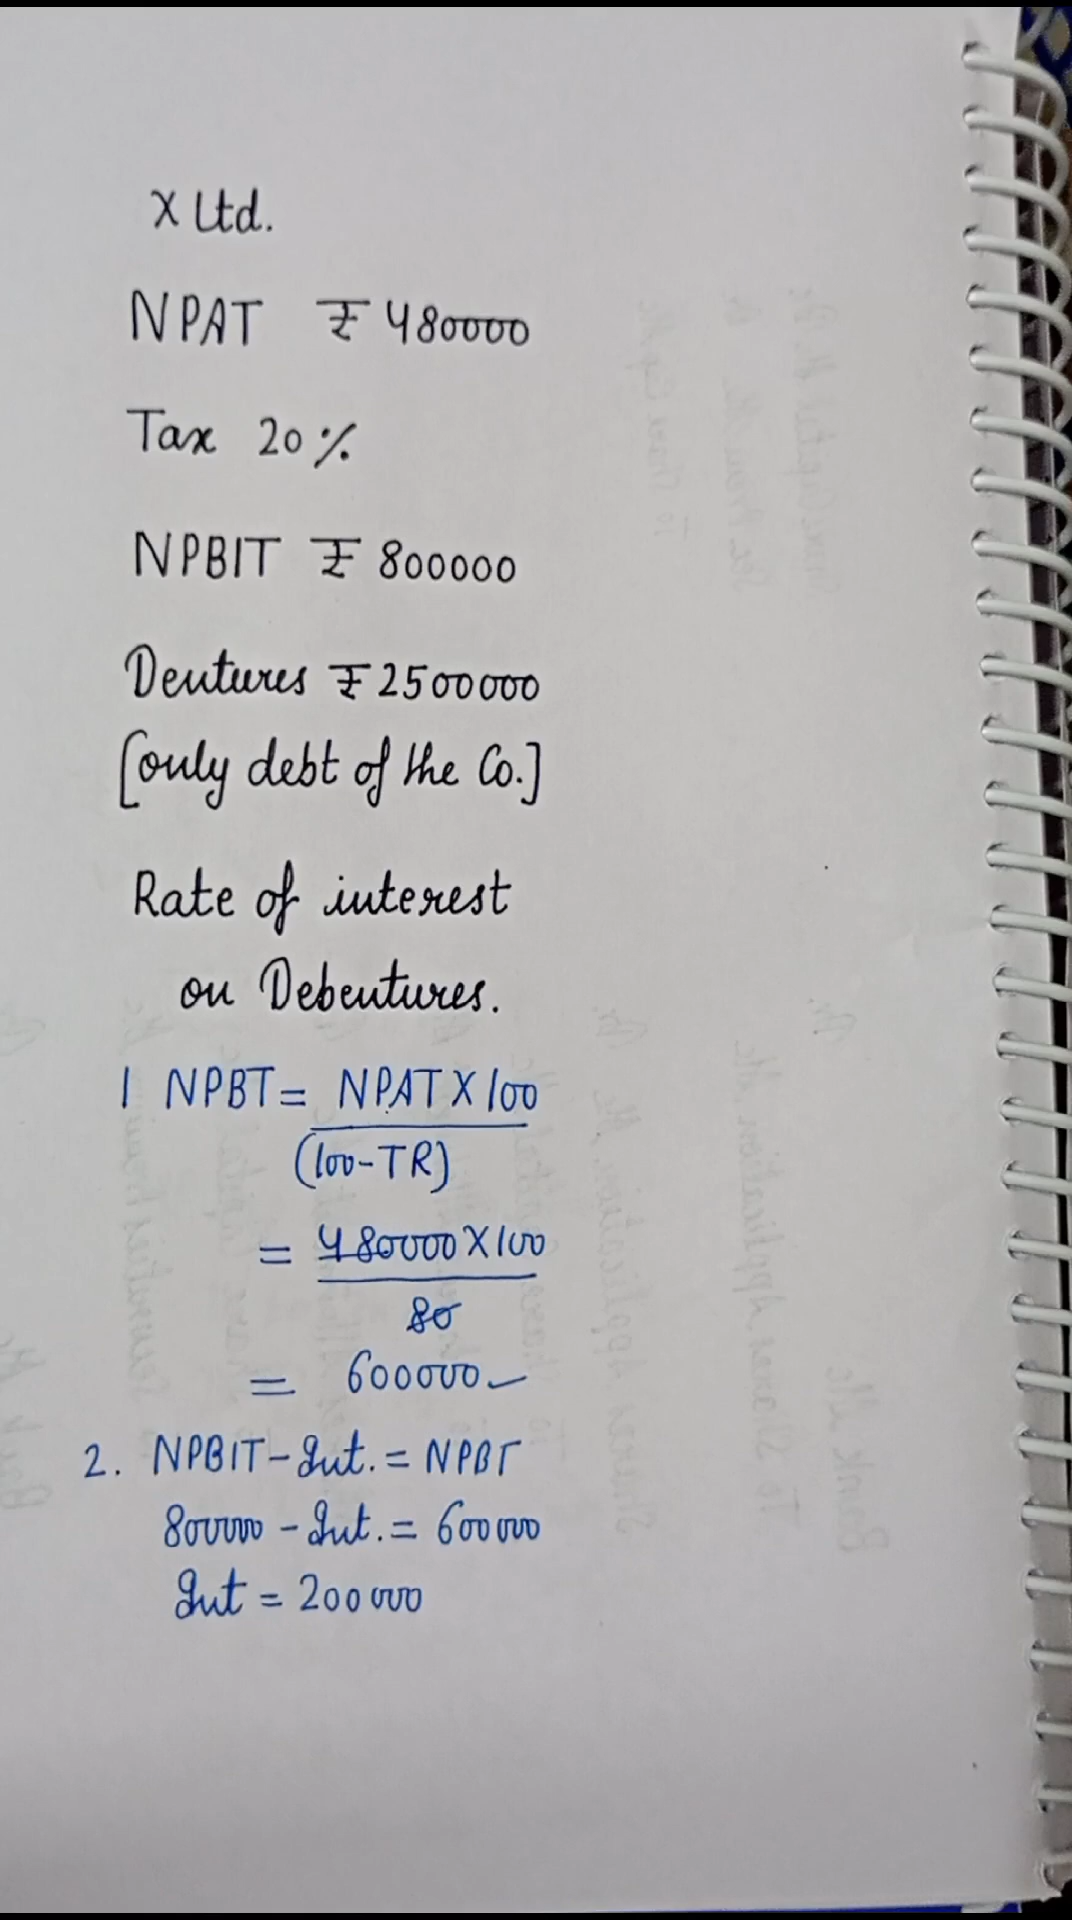 X Ltd.
NPAT ₹ 480000
Tax 20%
NPBIT ₹ 800000
Dentures ₹ 2500000
[only debt of the Co.]
Rate of interest
on Debentures.
1 NPBT = NPAT X 100
(100-TR)
= 480000 X 100
80
= 600000
2. NPBIT - Int. = NPBT
800000 - Int. = 600000
Int = 200000